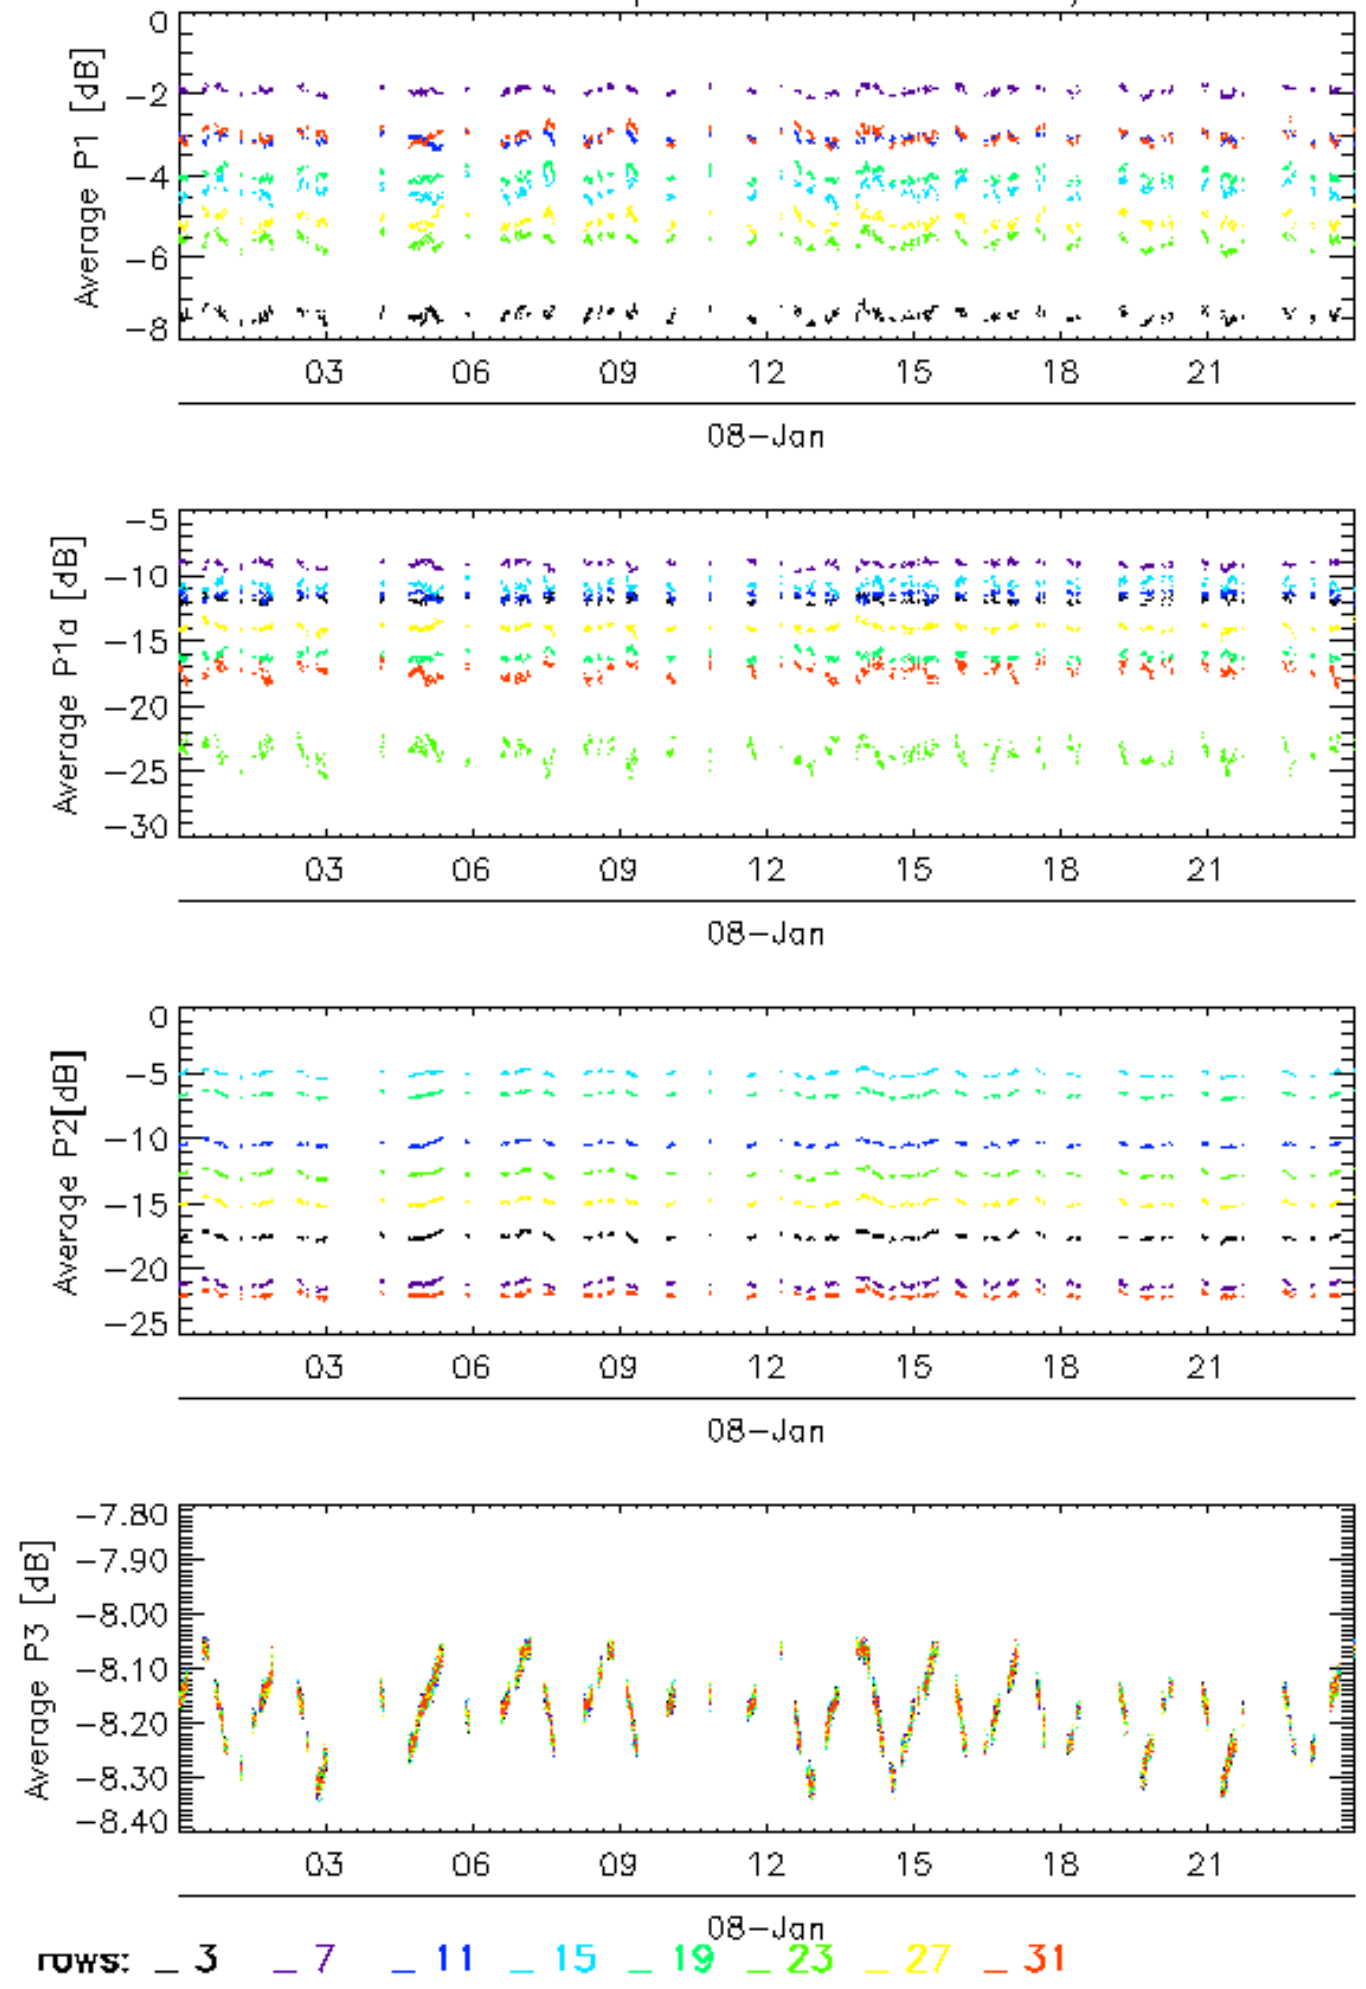 0
-2
-4
-6
-8
Average P1 [dB]
03 06 09 12 15 18 21
08-Jan
-5
-10
-15
-20
-25
-30
Average P1a [dB]
03 06 09 12 15 18 21
08-Jan
0
-5
-10
-15
-20
-25
Average P2[dB]
03 06 09 12 15 18 21
08-Jan
-7.80
-7.90
-8.00
-8.10
-8.20
-8.30
-8.40
Average P3 [dB]
03 06 09 12 15 18 21
08-Jan
rows: _ 3 _ 7 _ 11 _ 15 _ 19 _ 23 _ 27 _ 31